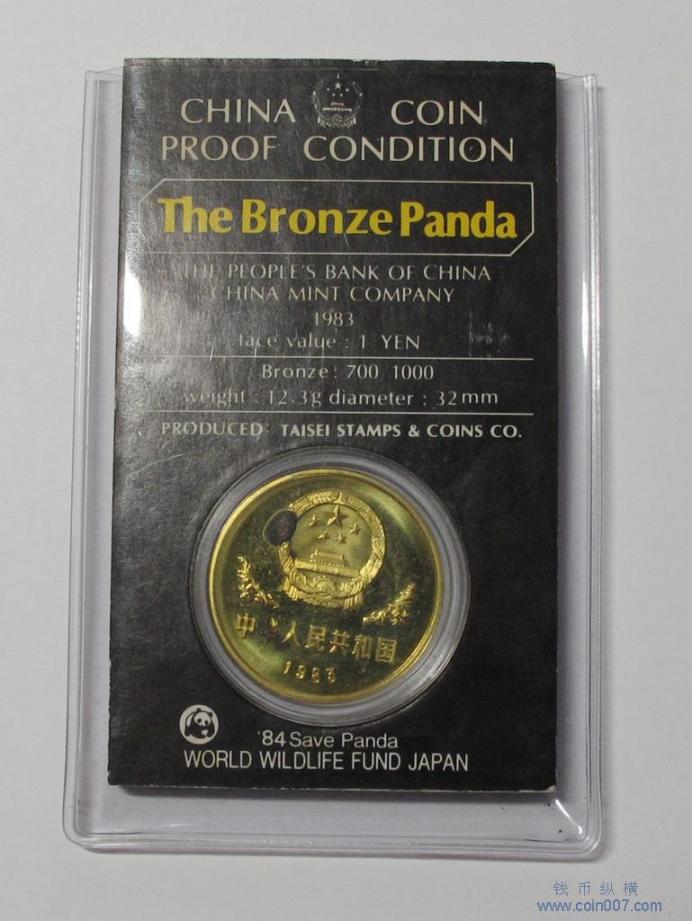 CHINA COIN
PROOF CONDITION
The Bronze Panda
THE PEOPLE'S BANK OF CHINA
CHINA MINT COMPANY
1983
face value : 1 YEN
Bronze : 700 1000
weight : 12.3g diameter : 32mm
PRODUCED: TAISEI STAMPS & COINS CO.
中 人民共和国
1983
'84 Save Panda
WORLD WILDLIFE FUND JAPAN
钱币纵横
www.coin007.com